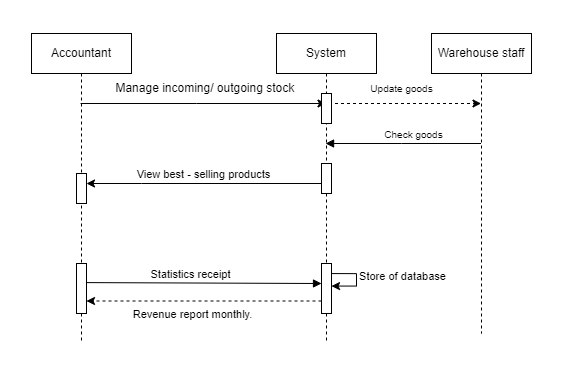 Accountant
System
Warehouse staff
Manage incoming/ outgoing stock
Update goods
Check goods
View best - selling products
Statistics receipt
Store of database
Revenue report monthly.